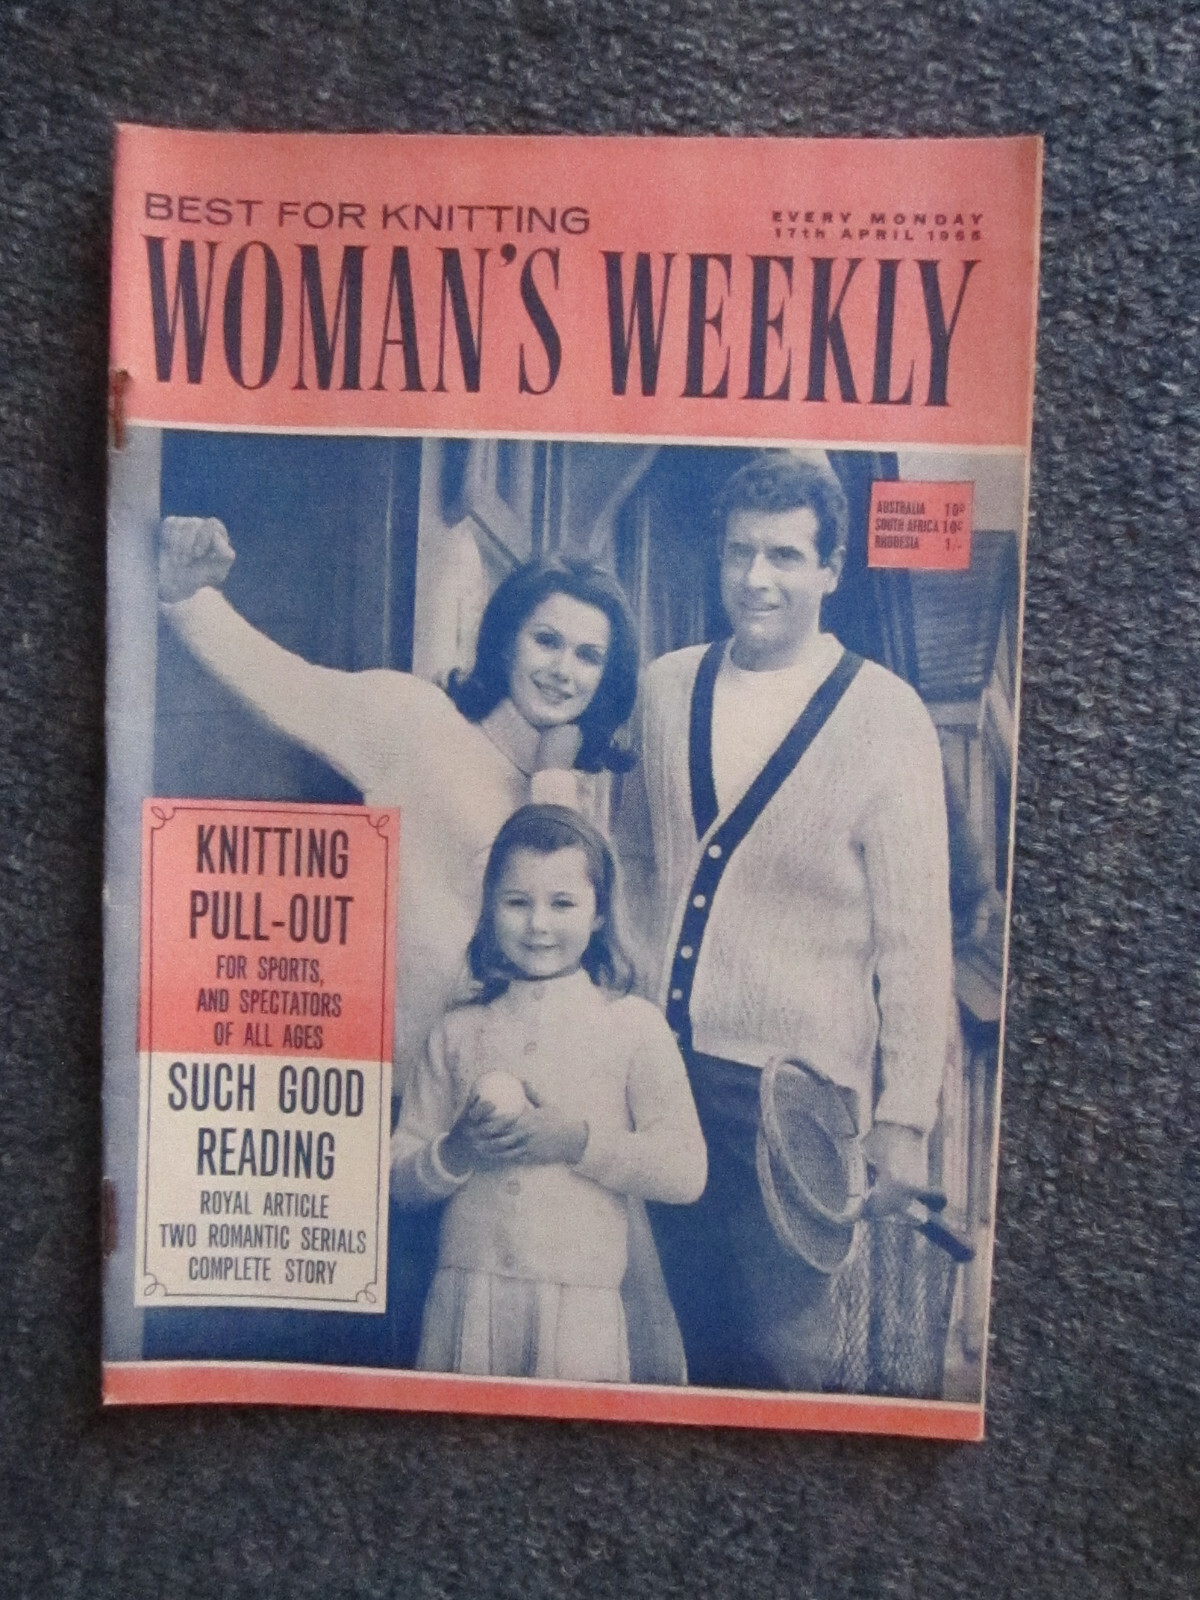 BEST FOR KNITTING
EVERY MONDAY
17th APRIL 1965
WOMAN'S WEEKLY
AUSTRALIA 10D
SOUTH AFRICA 10c
RHODESIA 1/-
KNITTING
PULL-OUT
FOR SPORTS,
AND SPECTATORS
OF ALL AGES
SUCH GOOD
READING
ROYAL ARTICLE
TWO ROMANTIC SERIALS
COMPLETE STORY